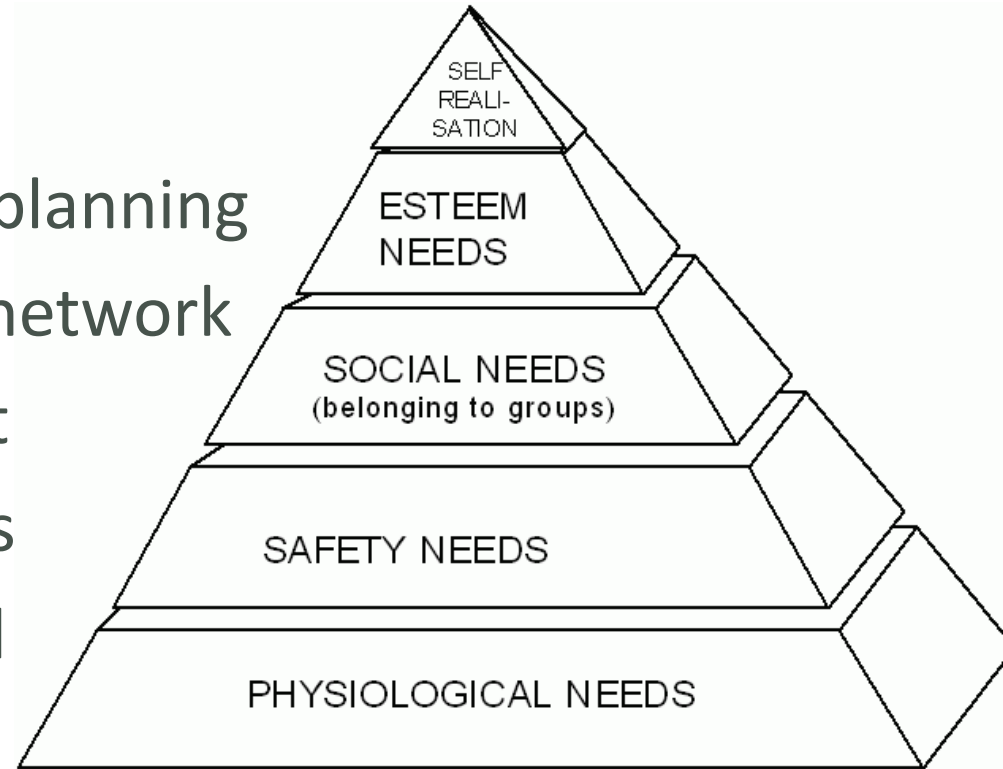 SELF
REALI-
SATION
planning
ESTEEM
NEEDS
network
SOCIAL NEEDS
(belonging to groups)
SAFETY NEEDS
PHYSIOLOGICAL NEEDS